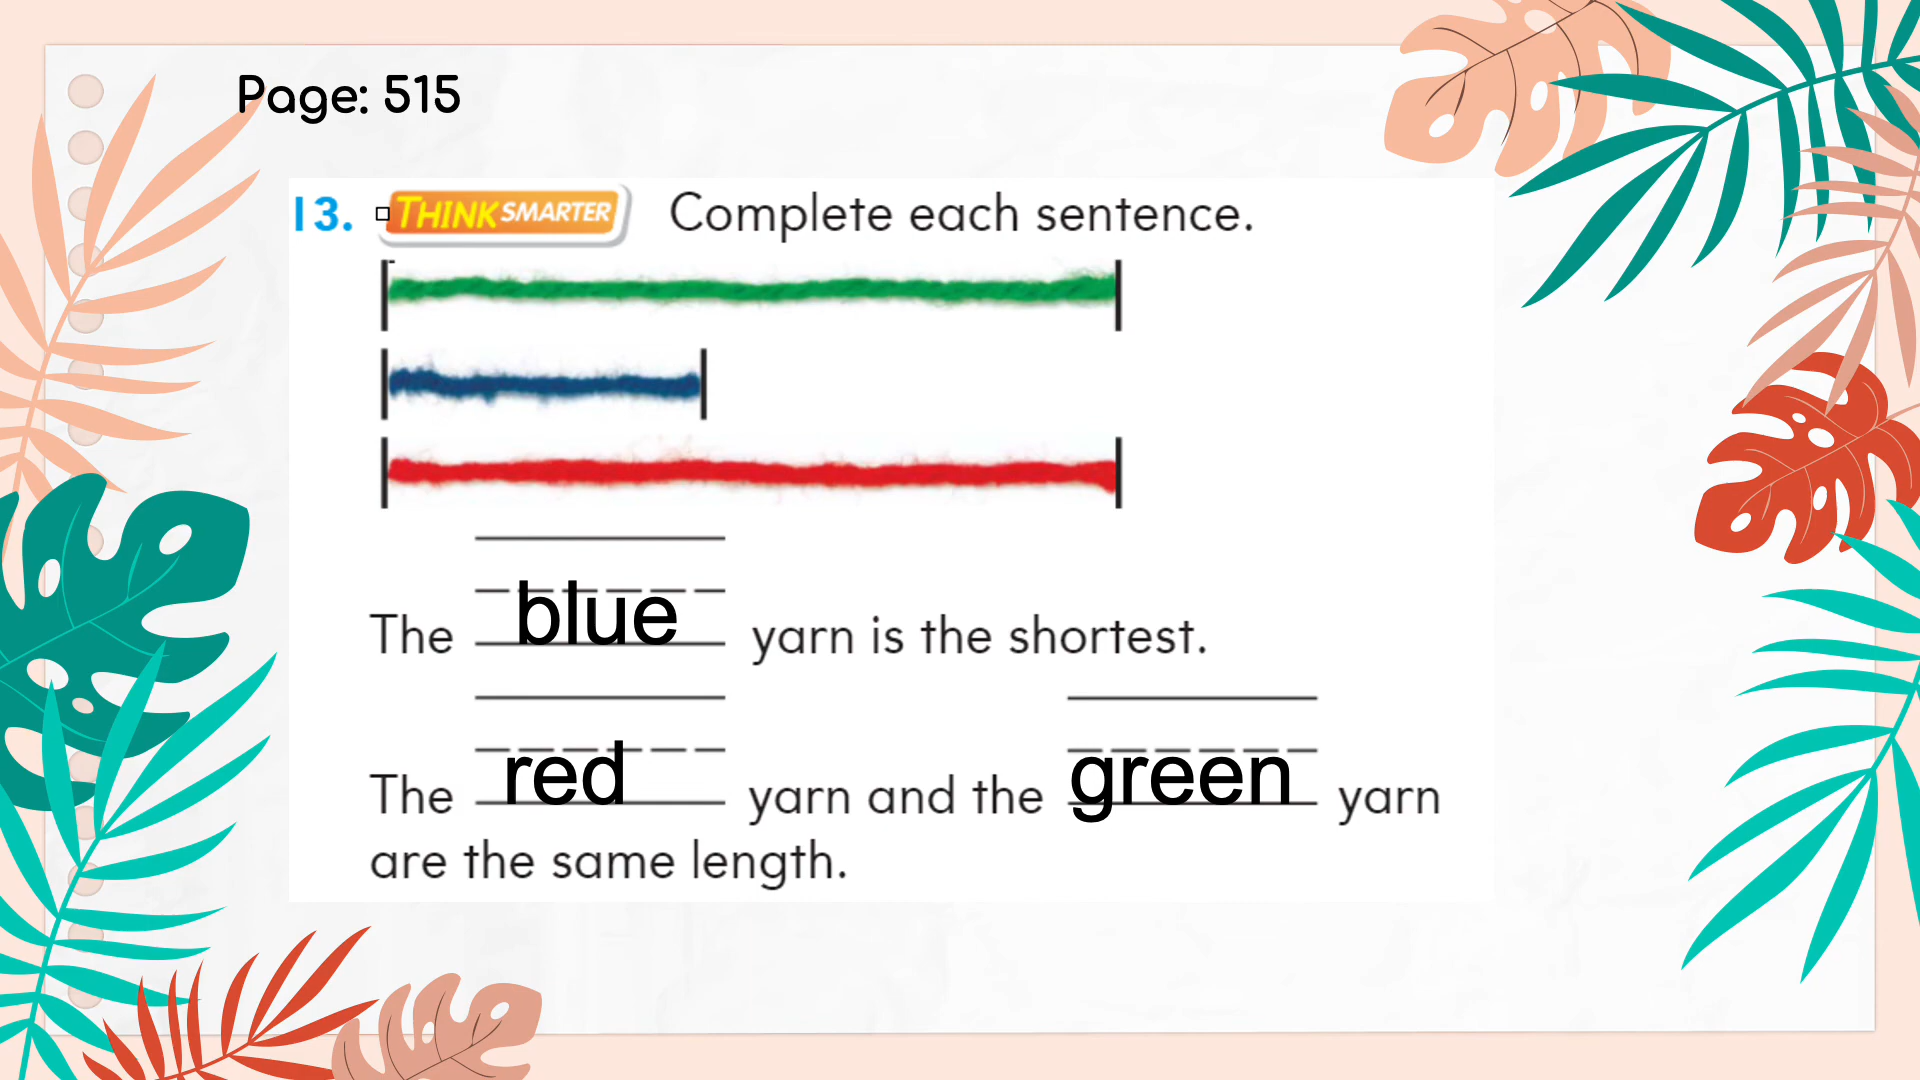 Page: 515
13. THINK SMARTER Complete each sentence.
The blue yarn is the shortest.
The red yarn and the green yarn
are the same length.